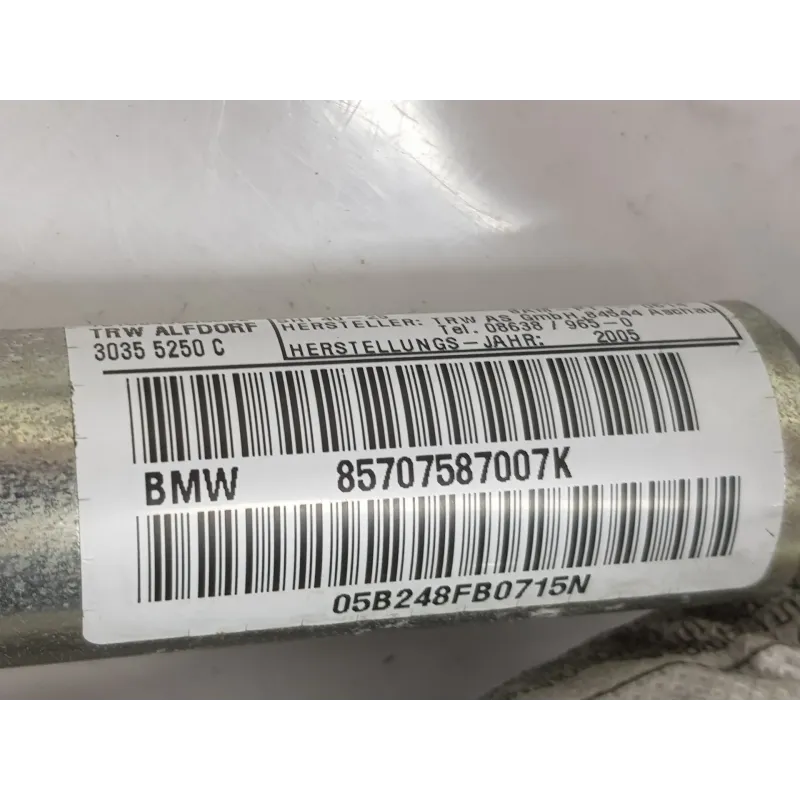 TRW ALFDORF
3035 5250 C
HERSTELLER: TRW AS GmbH, 84544 Aschau
Tel. 08638 / 965-0
HERSTELLUNGS-JAHR: 2005
BMW 85707587007K
05B248FB0715N